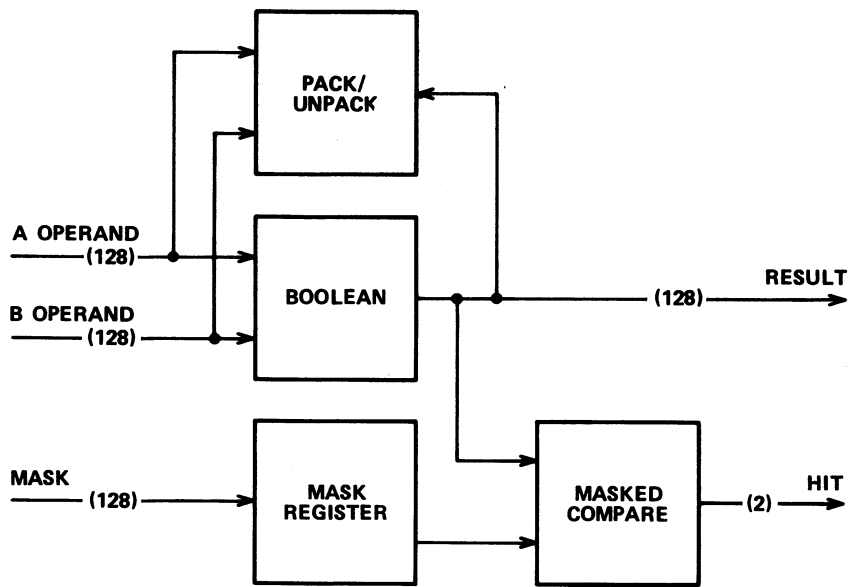 PACK/
UNPACK
A OPERAND
(128)
BOOLEAN
RESULT
(128)
B OPERAND
(128)
MASK
(128)
MASK
REGISTER
MASKED
COMPARE
HIT
(2)